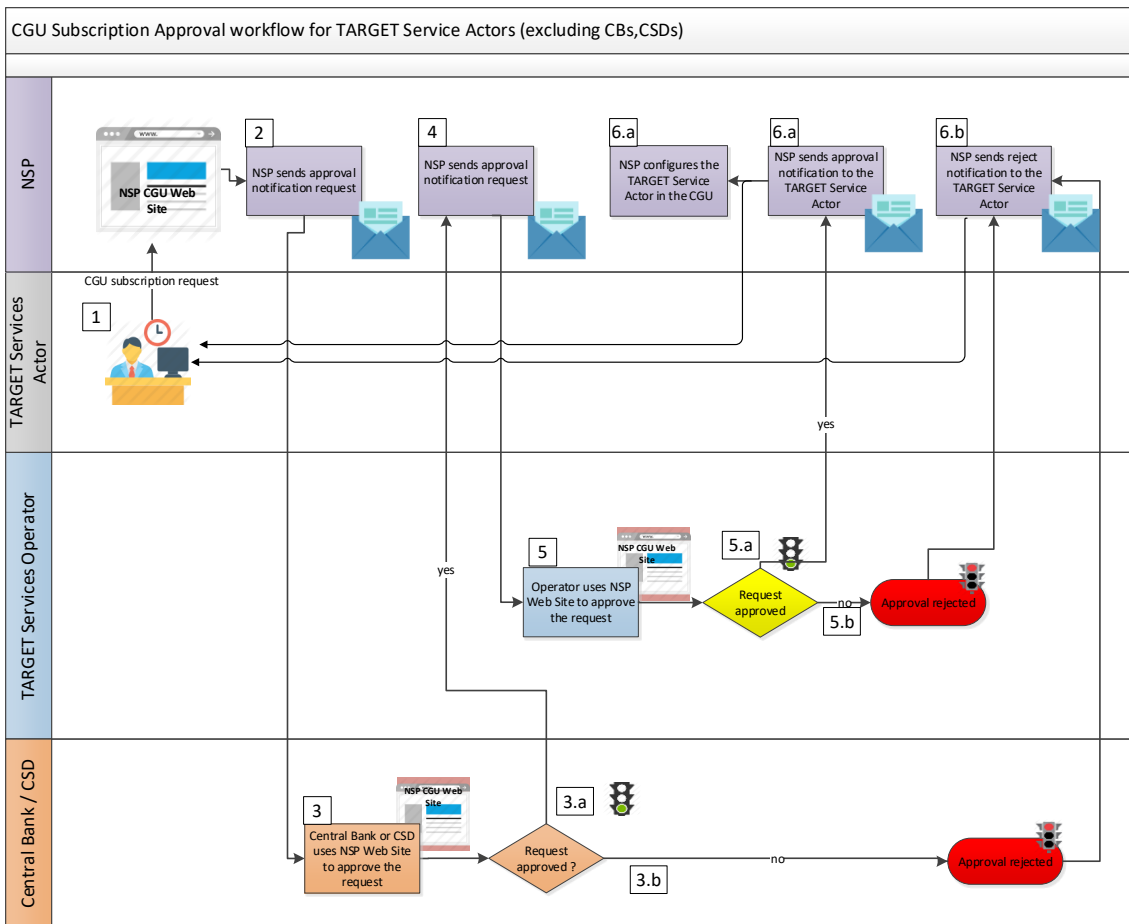 CGU Subscription Approval workflow for TARGET Service Actors (excluding CBs,CSDs)
NSP
www.
NSP CGU Web
Site
2
NSP sends approval
notification request
4
NSP sends approval
notification request
6.a
NSP configures the
TARGET Service
Actor in the CGU
6.a
NSP sends approval
notification to the
TARGET Service
Actor
6.b
NSP sends reject
notification to the
TARGET Service
Actor
TARGET Services
Actor
CGU subscription request
1
yes
TARGET Services Operator
yes
5
Operator uses NSP
Web Site to approve
the request
www.
NSP CGU Web
Site
5.a
Request
approved
no
5.b
Approval rejected
Central Bank / CSD
3
Central Bank or CSD
uses NSP Web Site
to approve the
request
NSP CGU Web
Site
3.a
Request
approved ?
no
3.b
Approval rejected